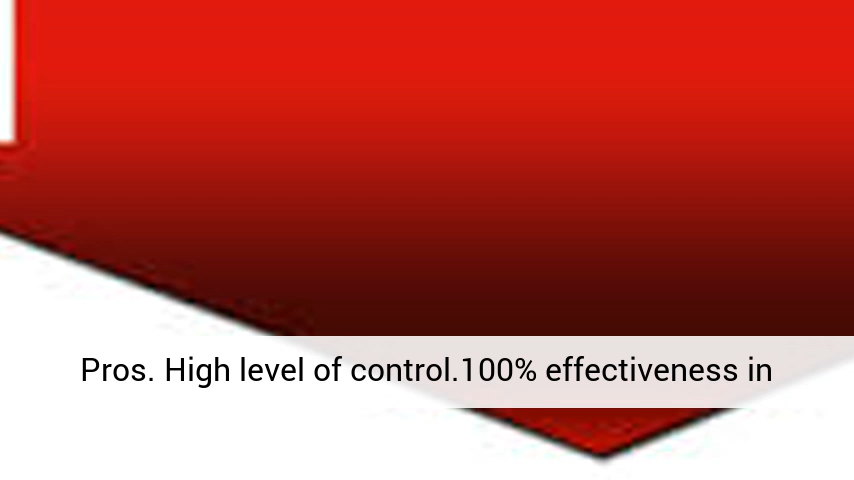 Pros. High level of control.100% effectiveness in